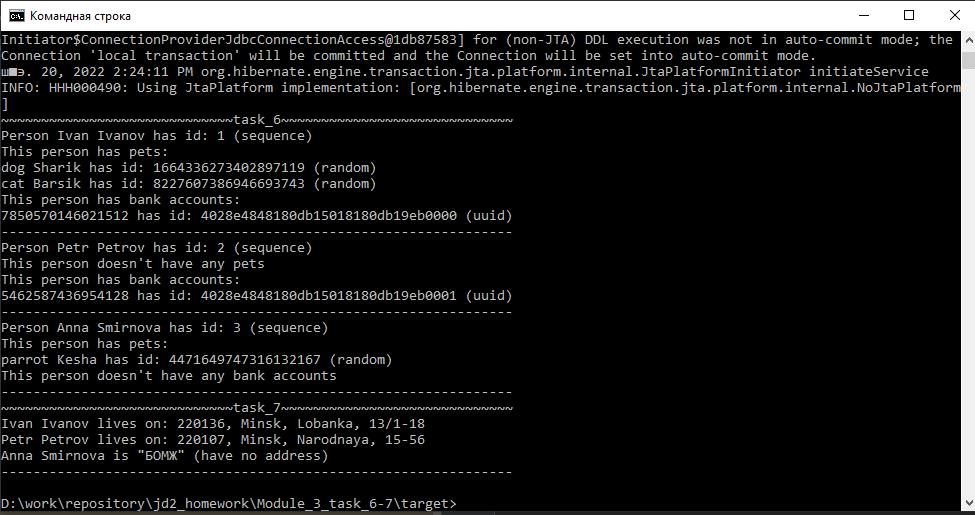 Командная строка
Initiator$ConnectionProviderJdbcConnectionAccess@1db87583] for (non-JTA) DDL execution was not in auto-commit mode; the
Connection 'local transaction' will be committed and the Connection will be set into auto-commit mode.
ш■э. 20, 2022 2:24:11 PM org.hibernate.engine.transaction.jta.platform.internal.JtaPlatformInitiator initiateService
INFO: HHH000490: Using JtaPlatform implementation: [org.hibernate.engine.transaction.jta.platform.internal.NoJtaPlatform
]
~~~~~~~~~~~~~~~~~~~~~~~~~~~~~task_6~~~~~~~~~~~~~~~~~~~~~~~~~~~~~
Person Ivan Ivanov has id: 1 (sequence)
This person has pets:
dog Sharik has id: 1664336273402897119 (random)
cat Barsik has id: 8227607386946693743 (random)
This person has bank accounts:
7850570146021512 has id: 4028e4848180db15018180db19eb0000 (uuid)
----------------------------------------------------------------
Person Petr Petrov has id: 2 (sequence)
This person doesn't have any pets
This person has bank accounts:
5462587436954128 has id: 4028e4848180db15018180db19eb0001 (uuid)
----------------------------------------------------------------
Person Anna Smirnova has id: 3 (sequence)
This person has pets:
parrot Kesha has id: 4471649747316132167 (random)
This person doesn't have any bank accounts
----------------------------------------------------------------
~~~~~~~~~~~~~~~~~~~~~~~~~~~~~task_7~~~~~~~~~~~~~~~~~~~~~~~~~~~~~
Ivan Ivanov lives on: 220136, Minsk, Lobanka, 13/1-18
Petr Petrov lives on: 220107, Minsk, Narodnaya, 15-56
Anna Smirnova is "БОМЖ" (have no address)
----------------------------------------------------------------
D:\work\repository\jd2_homework\Module_3_task_6-7\target>